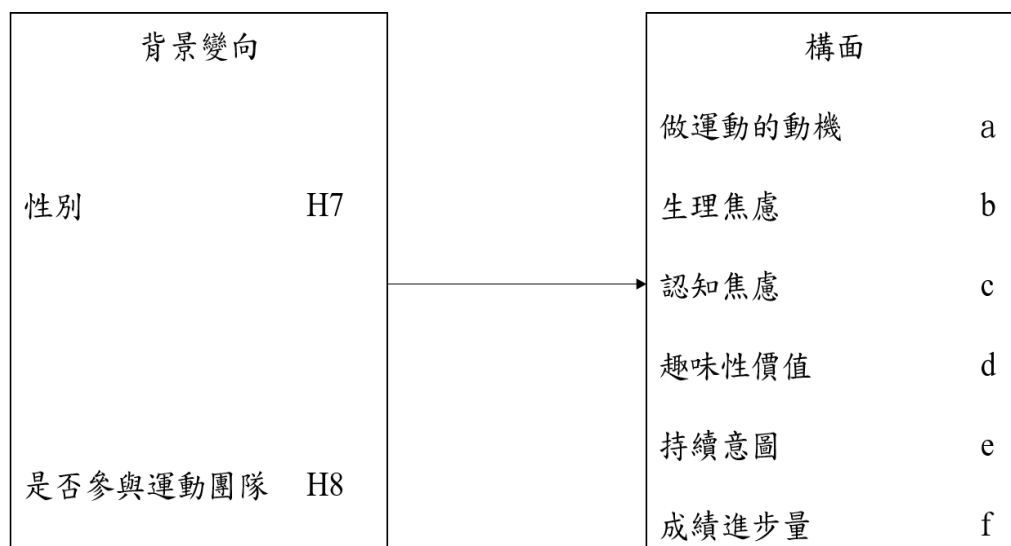 背景變向
性別 H7
是否參與運動團隊 H8
構面
做運動的動機 a
生理焦慮 b
認知焦慮 c
趣味性價值 d
持續意圖 e
成績進步量 f